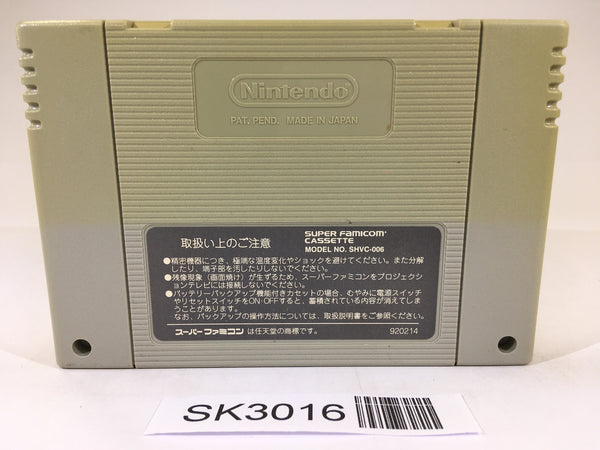 Nintendo
PAT. PEND. MADE IN JAPAN
取扱い上のご注意
SUPER FAMICOM
CASSETTE
MODEL NO. SHVC-006
●精密機器につき、極端な温度変化やショックを避けてください。また分解
したり、端子部を汚したりしないでください。
●残像現象(画面焼け)が生ずるため、スーパーファミコンをプロジェクシ
ョンテレビには接続しないでください。
●バッテリーバックアップ機能付きカセットの場合、むやみに電源スイッチ
やリセットスイッチをON・OFFすると、蓄積されている内容が消えてしま
うことがあります。
なお、バックアップの操作方法については、取扱説明書をご参照ください。
スーパーファミコン は任天堂の商標です。
920214
SK3016